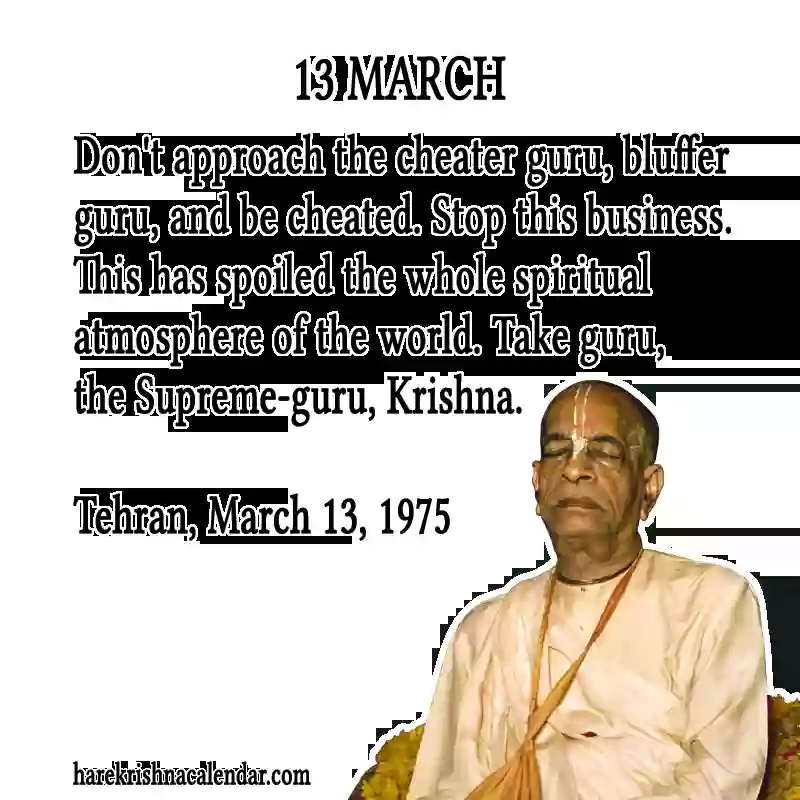 13 MARCH
Don't approach the cheater guru, bluffer
guru, and be cheated. Stop this business.
This has spoiled the whole spiritual
atmosphere of the world. Take guru,
the Supreme-guru, Krishna.
Tehran, March 13, 1975
harekrishnacalendar.com